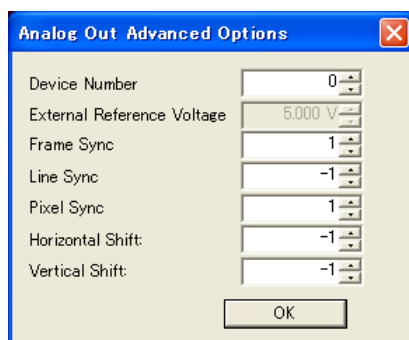 Analog Out Advanced Options
Device Number 0
External Reference Voltage 5.000 V
Frame Sync 1
Line Sync -1
Pixel Sync 1
Horizontal Shift: -1
Vertical Shift: -1
OK